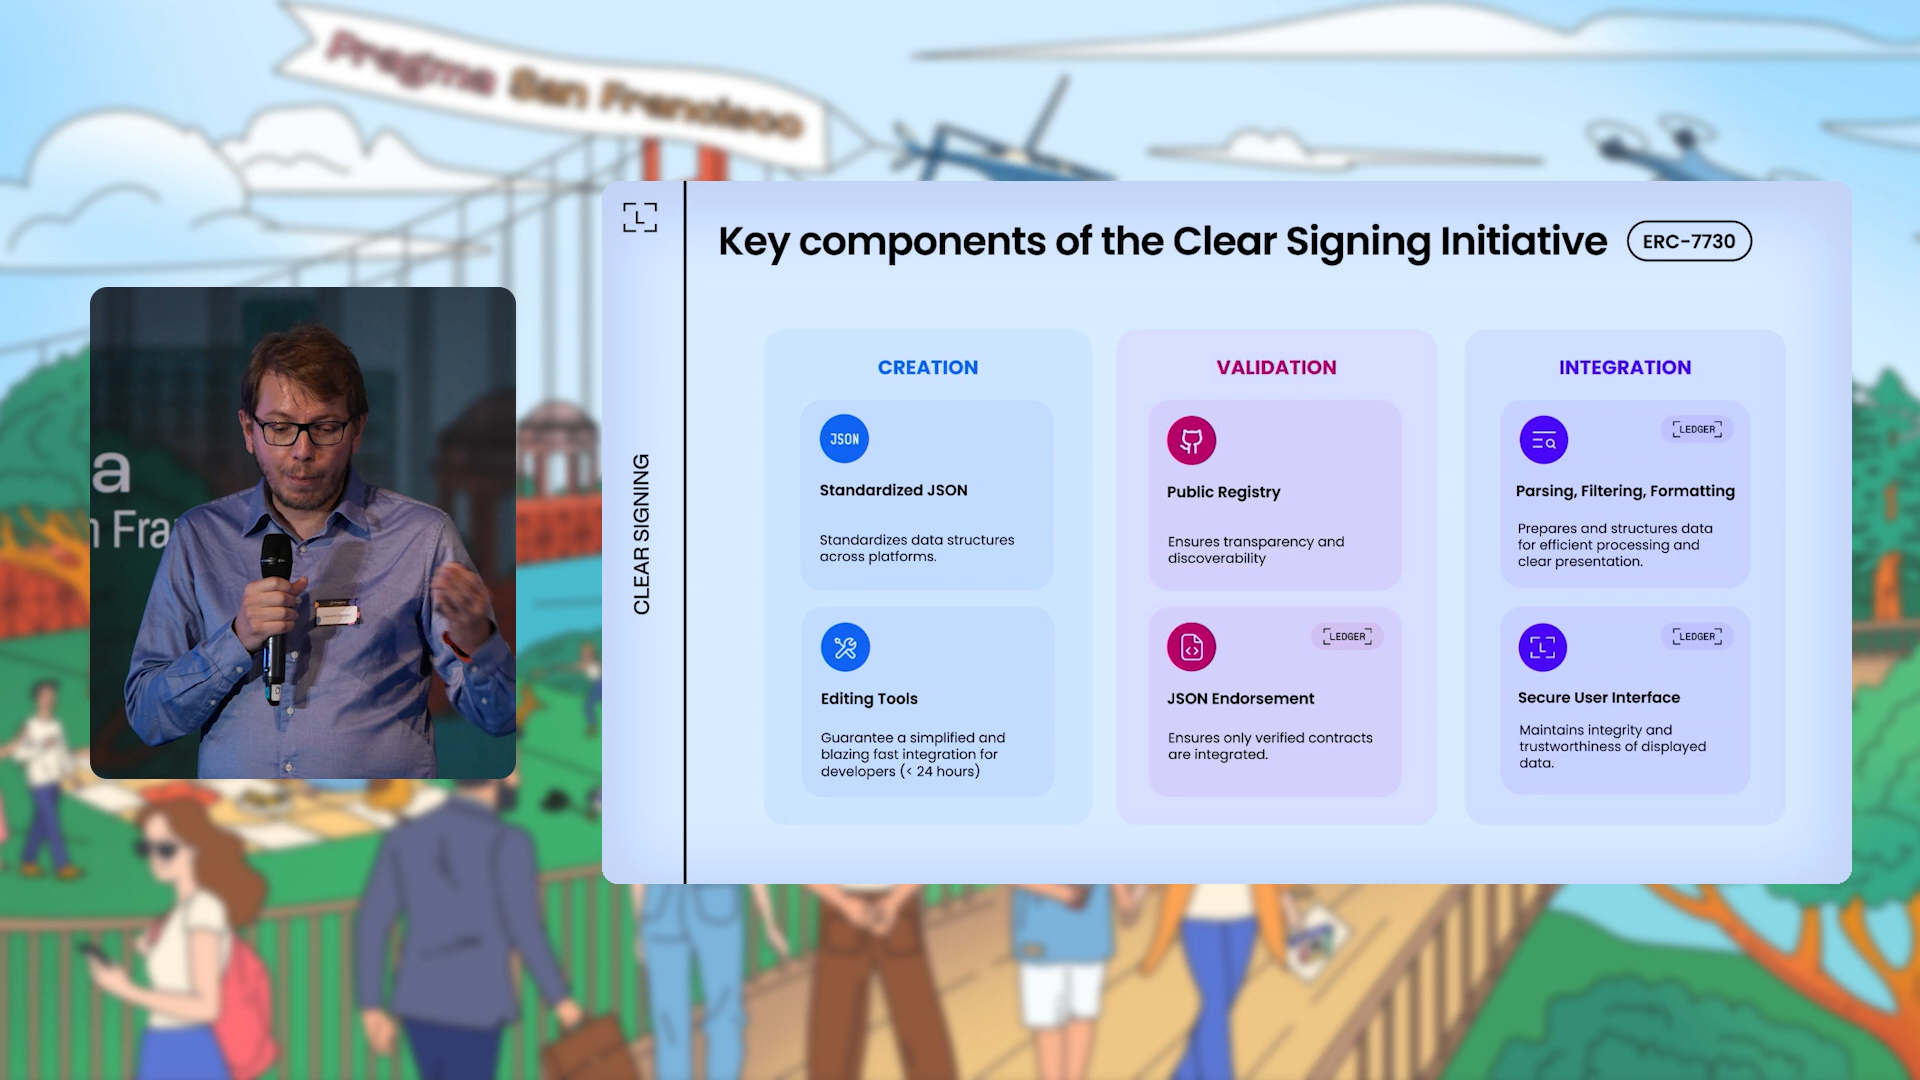 Pragma San Francisco
a
n Fra
L
CLEAR SIGNING
Key components of the Clear Signing Initiative
ERC-7730
CREATION
JSON
Standardized JSON
Standardizes data structures
across platforms.
Editing Tools
Guarantee a simplified and
blazing fast integration for
developers (< 24 hours)
VALIDATION
Public Registry
Ensures transparency and
discoverability
LEDGER
JSON Endorsement
Ensures only verified contracts
are integrated.
INTEGRATION
LEDGER
Parsing, Filtering, Formatting
Prepares and structures data
for efficient processing and
clear presentation.
L
LEDGER
Secure User Interface
Maintains integrity and
trustworthiness of displayed
data.